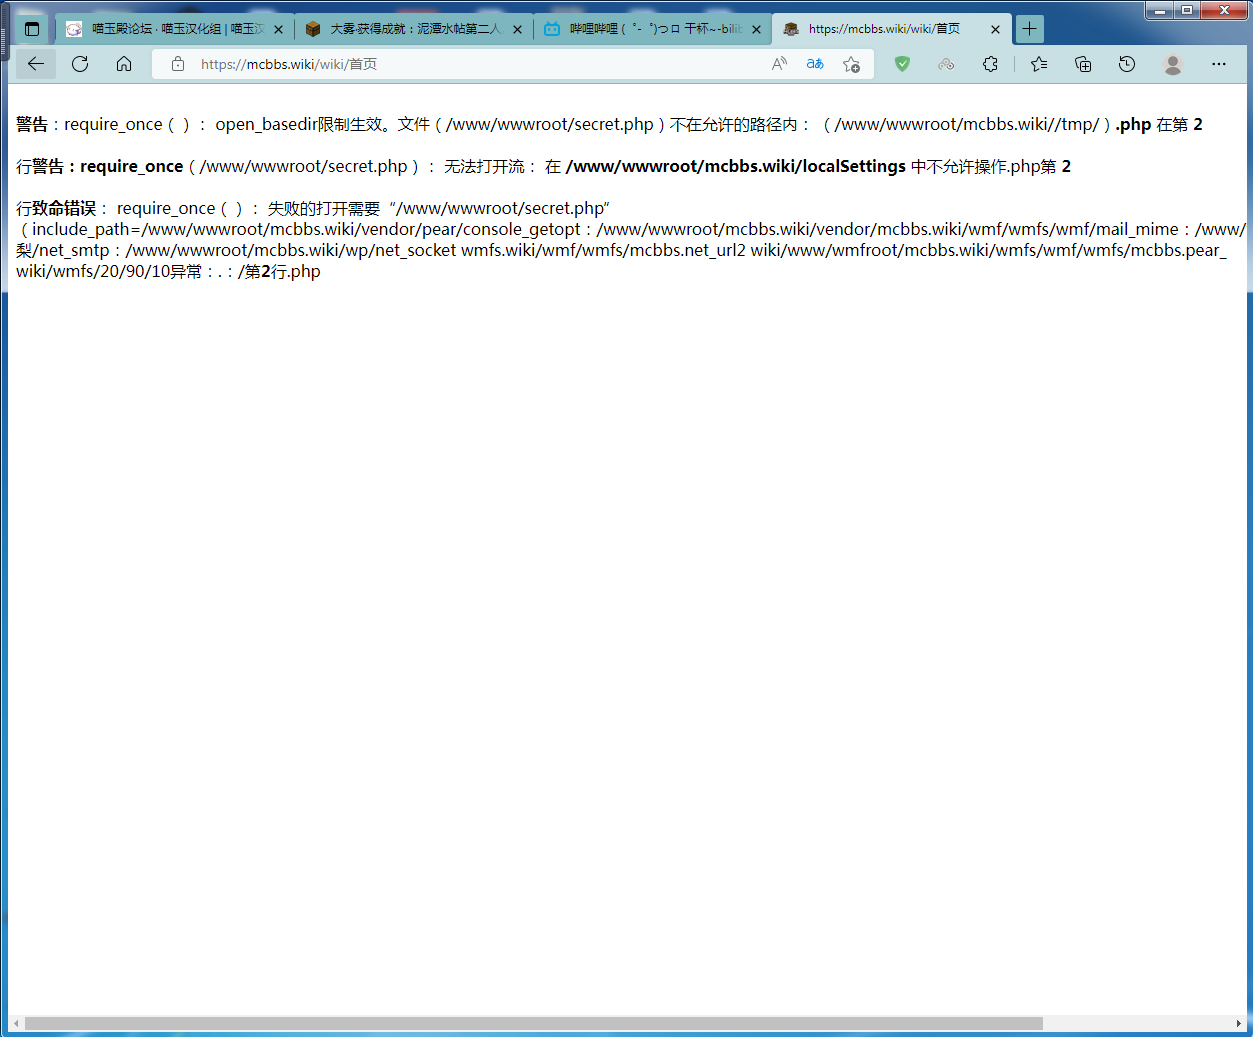 喵玉殿论坛 · 喵玉汉化组 | 喵玉汉
大雾·获得成就：泥潭水帖第二人
哔哩哔哩 (゜-゜)つロ 干杯~-bilib
https://mcbbs.wiki/wiki/首页
https://mcbbs.wiki/wiki/首页
警告：require_once（）： open_basedir限制生效。文件（/www/wwwroot/secret.php）不在允许的路径内：（/www/wwwroot/mcbbs.wiki//tmp/）.php 在第 2
行警告：require_once（/www/wwwroot/secret.php）： 无法打开流： 在 /www/wwwroot/mcbbs.wiki/localSettings 中不允许操作.php第 2
行致命错误： require_once（）： 失败的打开需要“/www/wwwroot/secret.php”
（include_path=/www/wwwroot/mcbbs.wiki/vendor/pear/console_getopt：/www/wwwroot/mcbbs.wiki/vendor/mcbbs.wiki/wmf/wmfs/wmf/mail_mime：/www/
梨/net_smtp：/www/wwwroot/mcbbs.wiki/wp/net_socket wmfs.wiki/wmf/wmfs/mcbbs.net_url2 wiki/www/wmfroot/mcbbs.wiki/wmfs/wmf/wmfs/mcbbs.pear_
wiki/wmfs/20/90/10异常：.：/第2行.php